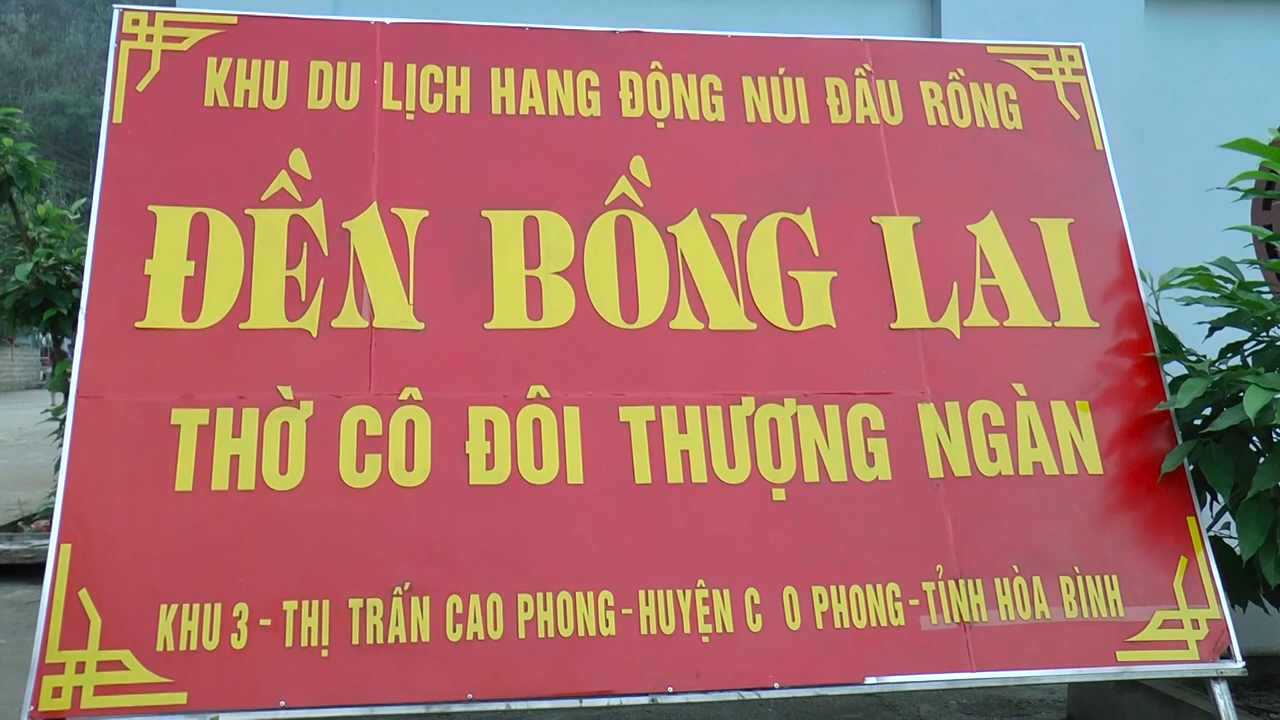 KHU DU LỊCH HANG ĐỘNG NÚI ĐẦU RỒNG
ĐỀN BỒNG LAI
THỜ CÔ ĐÔI THƯỢNG NGÀN
KHU 3 - THỊ TRẤN CAO PHONG - HUYỆN C O PHONG - TỈNH HÒA BÌNH